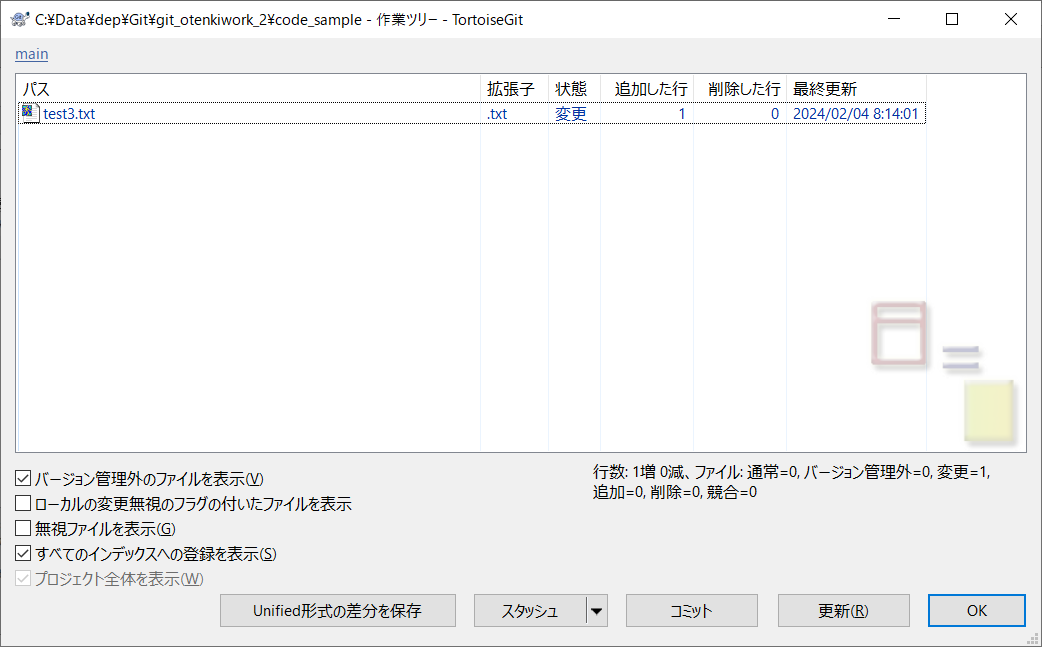 C:¥Data¥dep¥Git¥git_otenkiwork_2¥code_sample - 作業ツリー - TortoiseGit
main
パス 拡張子 状態 追加した行 削除した行 最終更新
test3.txt .txt 変更 1 0 2024/02/04 8:14:01
バージョン管理外のファイルを表示(V)
ローカルの変更無視のフラグの付いたファイルを表示
無視ファイルを表示(G)
すべてのインデックスへの登録を表示(S)
プロジェクト全体を表示(W)
行数: 1増 0減、ファイル: 通常=0, バージョン管理外=0, 変更=1,
追加=0, 削除=0, 競合=0
Unified形式の差分を保存 スタッシュ コミット 更新(R) OK